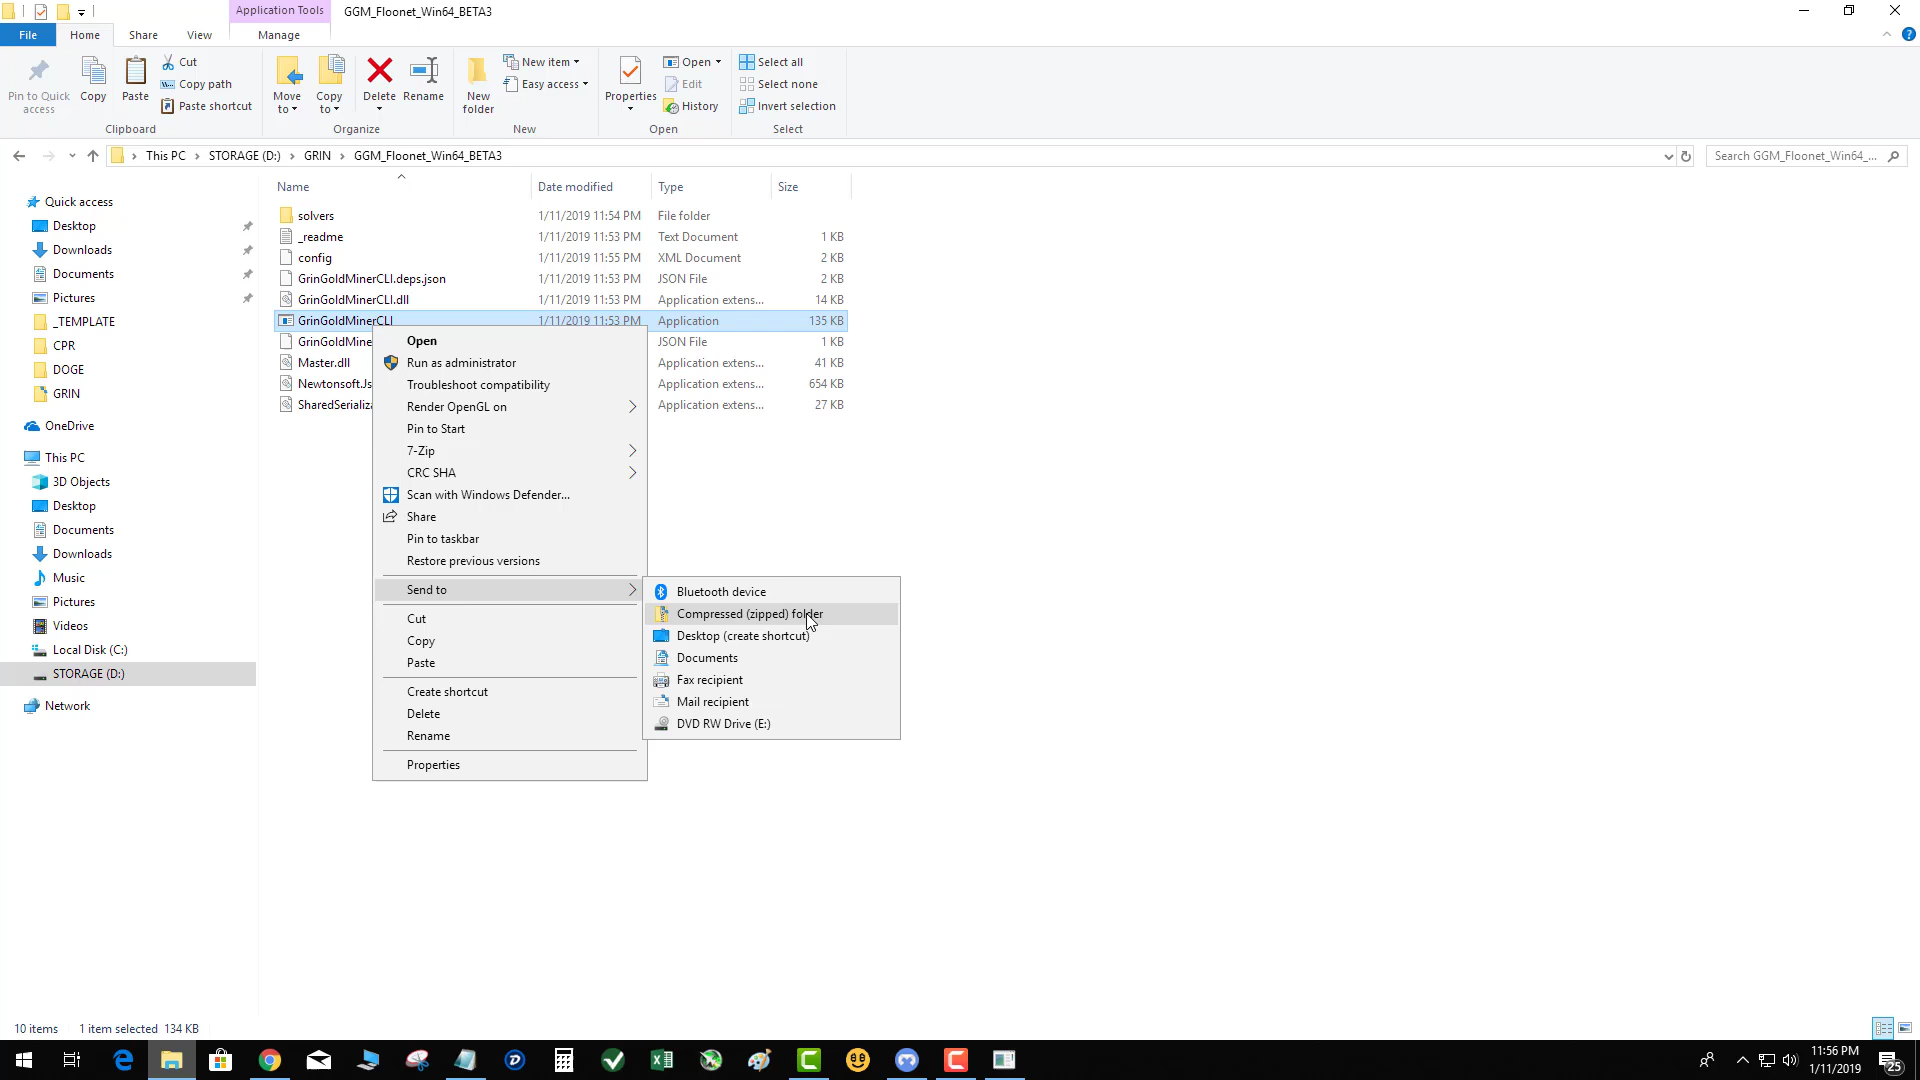 Application Tools
GGM_Floonet_Win64_BETA3
File
Home
Share
View
Manage
Pin to Quick access
Copy
Paste
Cut
Copy path
Paste shortcut
Clipboard
Move to
Copy to
Delete
Rename
Organize
New folder
New item
Easy access
New
Properties
Open
Edit
History
Open
Select all
Select none
Invert selection
Select
This PC
STORAGE (D:)
GRIN
GGM_Floonet_Win64_BETA3
Search GGM_Floonet_Win64_...
Name
Date modified
Type
Size
Quick access
Desktop
Downloads
Documents
Pictures
_TEMPLATE
CPR
DOGE
GRIN
OneDrive
This PC
3D Objects
Desktop
Documents
Downloads
Music
Pictures
Videos
Local Disk (C:)
STORAGE (D:)
Network
solvers 1/11/2019 11:54 PM File folder
_readme 1/11/2019 11:53 PM Text Document 1 KB
config 1/11/2019 11:55 PM XML Document 2 KB
GrinGoldMinerCLI.deps.json 1/11/2019 11:53 PM JSON File 2 KB
GrinGoldMinerCLI.dll 1/11/2019 11:53 PM Application extens... 14 KB
GrinGoldMinerCLI 1/11/2019 11:53 PM Application 135 KB
GrinGoldMine JSON File 1 KB
Master.dll Application extens... 41 KB
Newtonsoft.Js Application extens... 654 KB
SharedSerializa Application extens... 27 KB
Open
Run as administrator
Troubleshoot compatibility
Render OpenGL on
Pin to Start
7-Zip
CRC SHA
Scan with Windows Defender...
Share
Pin to taskbar
Restore previous versions
Send to
Cut
Copy
Paste
Create shortcut
Delete
Rename
Properties
Bluetooth device
Compressed (zipped) folder
Desktop (create shortcut)
Documents
Fax recipient
Mail recipient
DVD RW Drive (E:)
10 items
1 item selected 134 KB
11:56 PM
1/11/2019
25